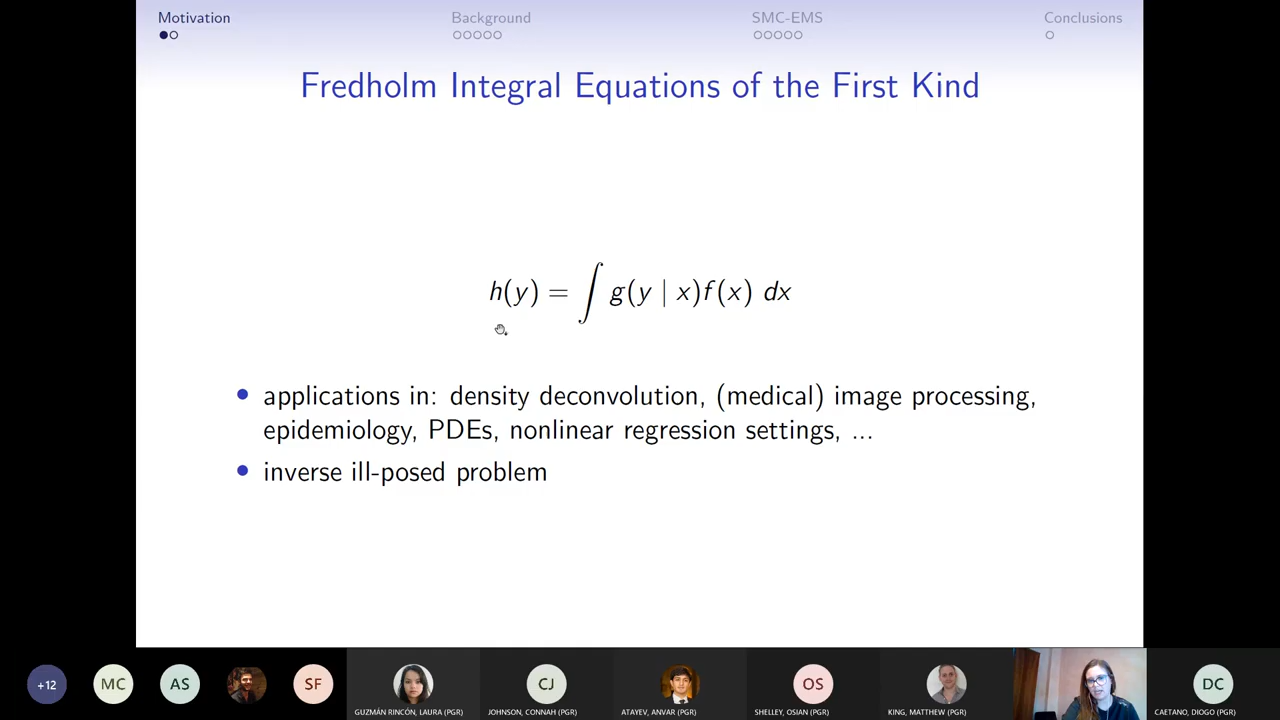 Motivation
Background
SMC-EMS
Conclusions
Fredholm Integral Equations of the First Kind
h(y) = ∫ g(y | x)f(x) dx
• applications in: density deconvolution, (medical) image processing,
epidemiology, PDEs, nonlinear regression settings, ...
• inverse ill-posed problem
+12
MC
AS
SF
CJ
OS
DC
GUZMÁN RINCÓN, LAURA (PGR)
JOHNSON, CONNAH (PGR)
ATAYEV, ANVAR (PGR)
SHELLEY, OSIAN (PGR)
KING, MATTHEW (PGR)
CAETANO, DIOGO (PGR)